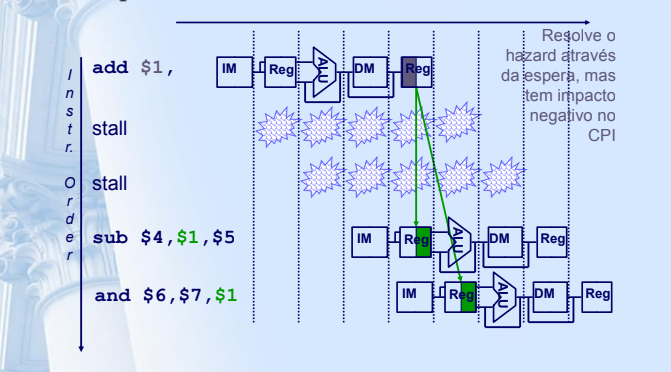 Resolve o
hazard através
da espera, mas
tem impacto
negativo no
CPI
Instr. Order
add $1,
IM Reg ALU DM Reg
stall
stall
sub $4,$1,$5
IM Reg ALU DM Reg
and $6,$7,$1
IM Reg ALU DM Reg